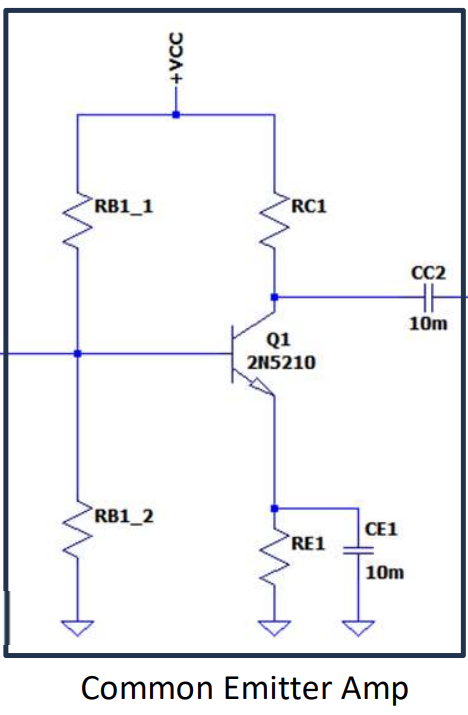 +VCC
RB1_1
RC1
CC2
10m
Q1
2N5210
RB1_2
RE1
CE1
10m
Common Emitter Amp